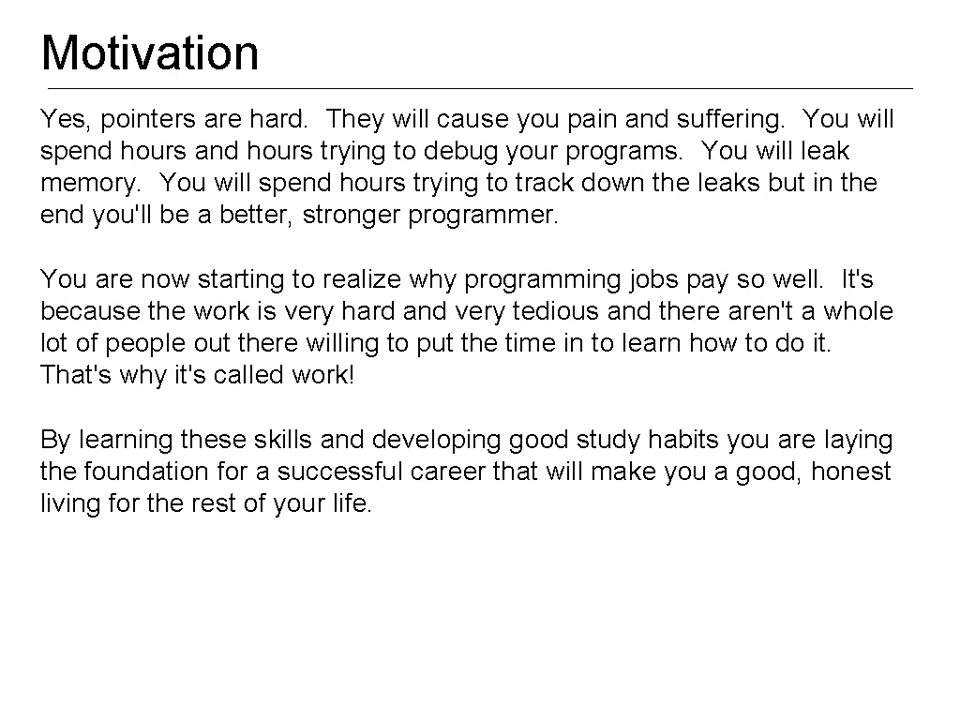 Motivation
Yes, pointers are hard.  They will cause you pain and suffering.  You will
spend hours and hours trying to debug your programs.  You will leak
memory.  You will spend hours trying to track down the leaks but in the
end you'll be a better, stronger programmer.
You are now starting to realize why programming jobs pay so well.  It's
because the work is very hard and very tedious and there aren't a whole
lot of people out there willing to put the time in to learn how to do it.
That's why it's called work!
By learning these skills and developing good study habits you are laying
the foundation for a successful career that will make you a good, honest
living for the rest of your life.